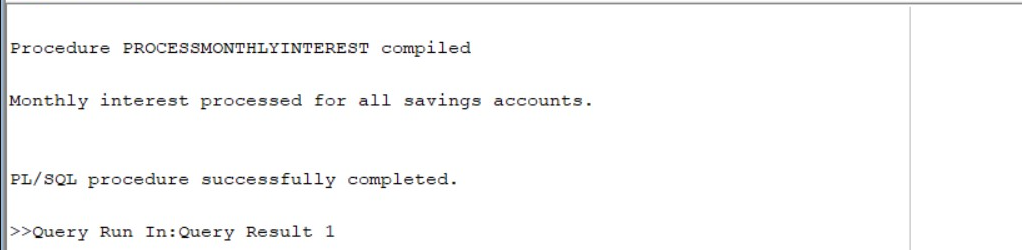 Procedure PROCESSMONTHLYINTEREST compiled
Monthly interest processed for all savings accounts.
PL/SQL procedure successfully completed.
>>Query Run In:Query Result 1